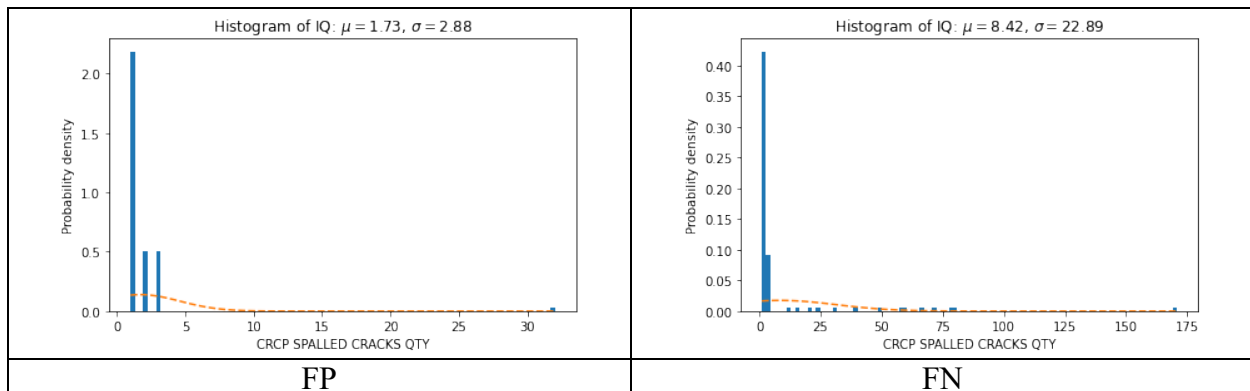 Histogram of IQ: μ = 1.73, σ = 2.88
Probability density
2.0
1.5
1.0
0.5
0.0
0 5 10 15 20 25 30
CRCP SPALLED CRACKS QTY
FP
Histogram of IQ: μ = 8.42, σ = 22.89
Probability density
0.40
0.35
0.30
0.25
0.20
0.15
0.10
0.05
0.00
0 25 50 75 100 125 150 175
CRCP SPALLED CRACKS QTY
FN